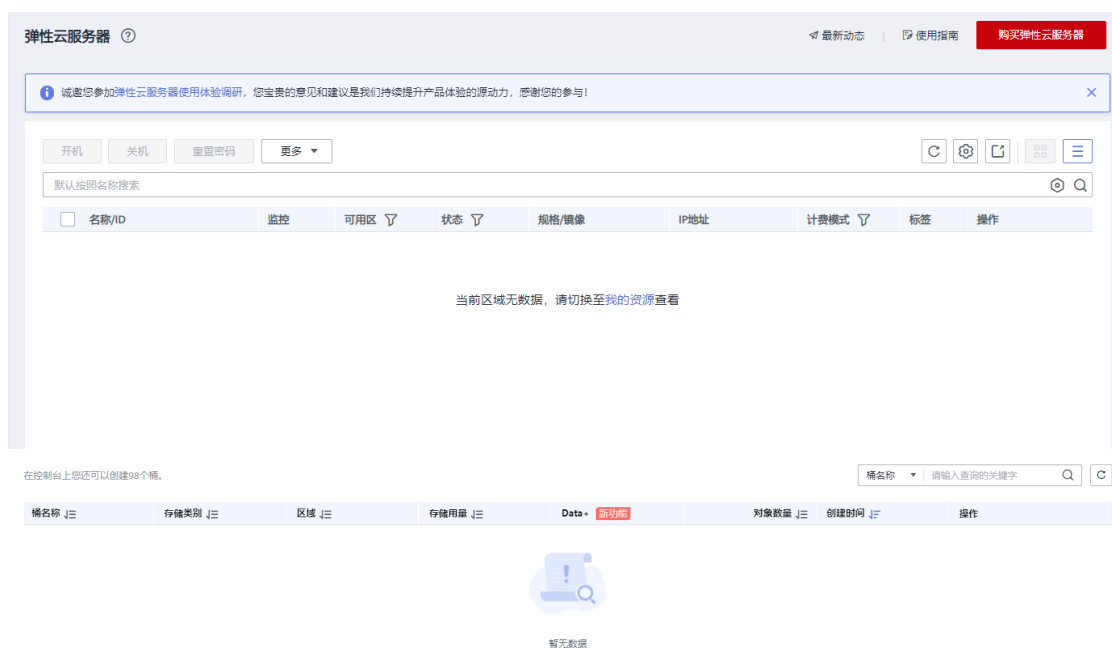 弹性云服务器 ?
最新动态 使用指南 购买弹性云服务器
诚邀您参加弹性云服务器使用体验调研，您宝贵的意见和建议是我们持续提升产品体验的源动力，感谢您的参与！
开机 关机 重置密码 更多
默认按照名称搜索
名称/ID 监控 可用区 状态 规格/镜像 IP地址 计费模式 标签 操作
当前区域无数据，请切换至我的资源查看
在控制台上您还可以创建98个桶。
桶名称 请输入查询的关键字
桶名称 存储类别 区域 存储用量 Data+ 新功能 对象数量 创建时间 操作
暂无数据